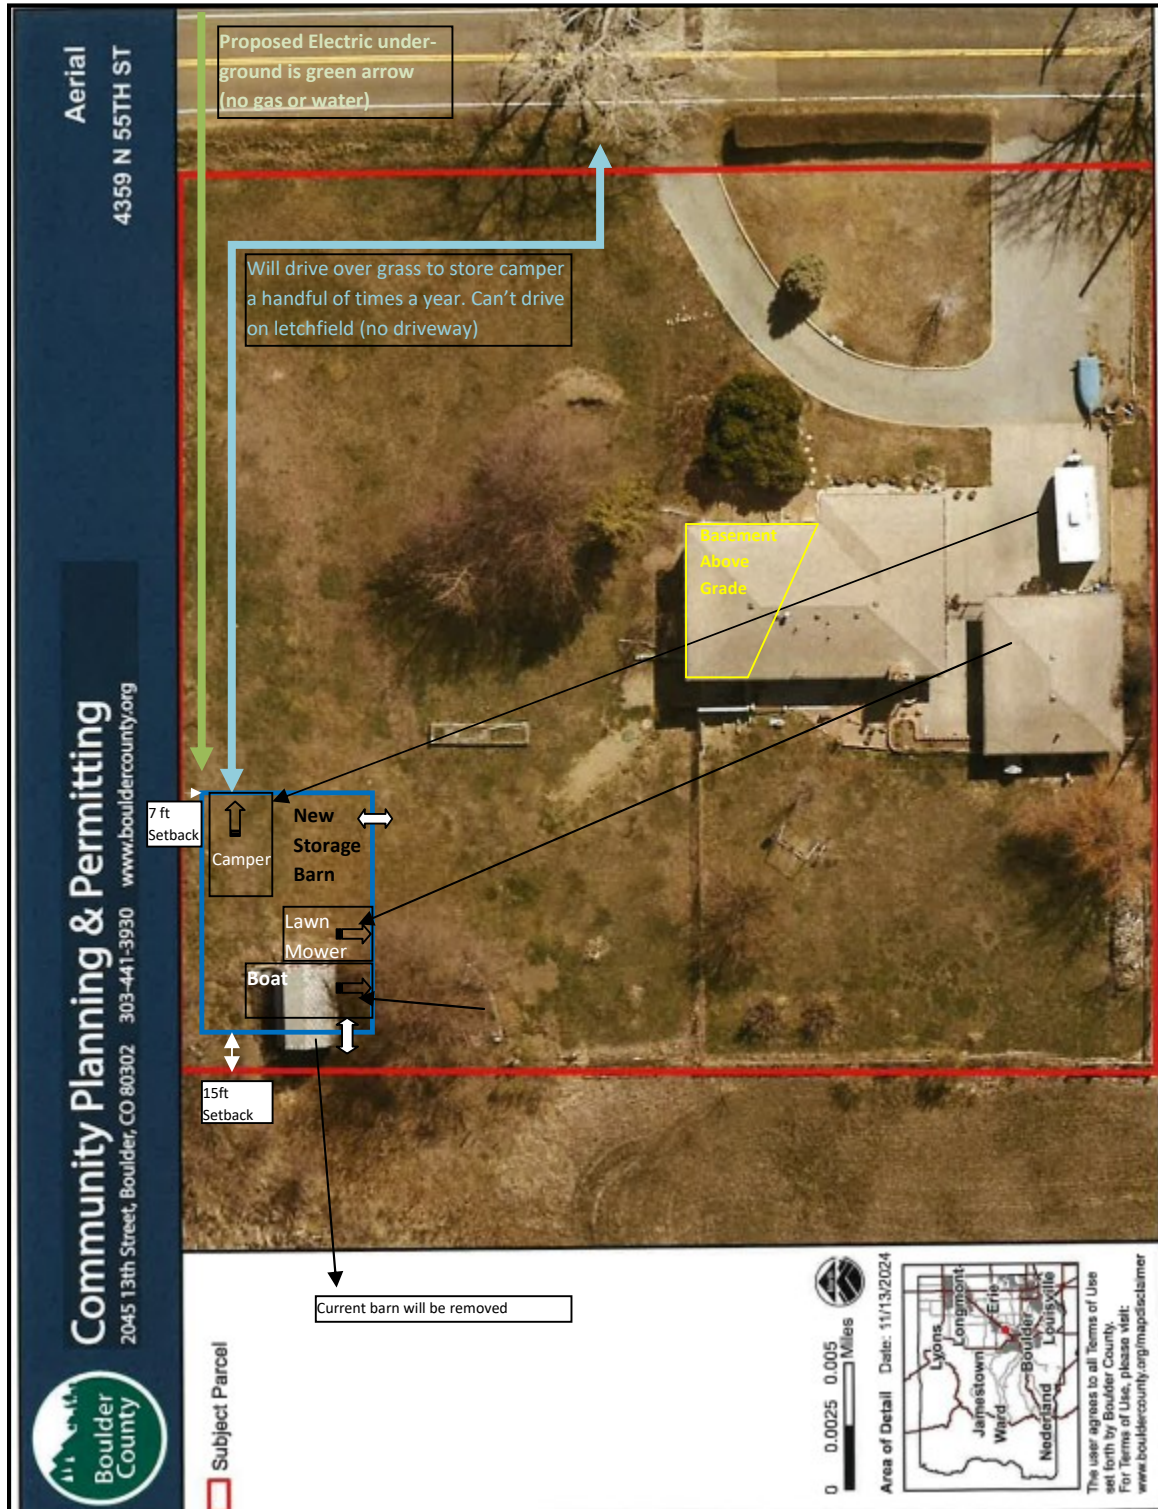 Aerial
4359 N 55TH ST
Community Planning & Permitting
2045 13th Street, Boulder, CO 80302 303-441-3930 www.bouldercounty.org
Boulder
County
Proposed Electric under-
ground is green arrow
(no gas or water)
Will drive over grass to store camper
a handful of times a year. Can't drive
on letchfield (no driveway)
Basement
Above
Grade
7 ft
Setback
New
Storage
Barn
Camper
Lawn
Mower
Boat
15ft
Setback
Current barn will be removed
Subject Parcel
0 0.0025 0.005
Miles
Area of Detail Date: 11/13/2024
Lyons
Longmont
Erie
Jamestown
Ward
Boulder
Louisville
Nederland
The user agrees to all Terms of Use
set forth by Boulder County.
For Terms of Use, please visit:
www.bouldercounty.org/mapdisclaimer